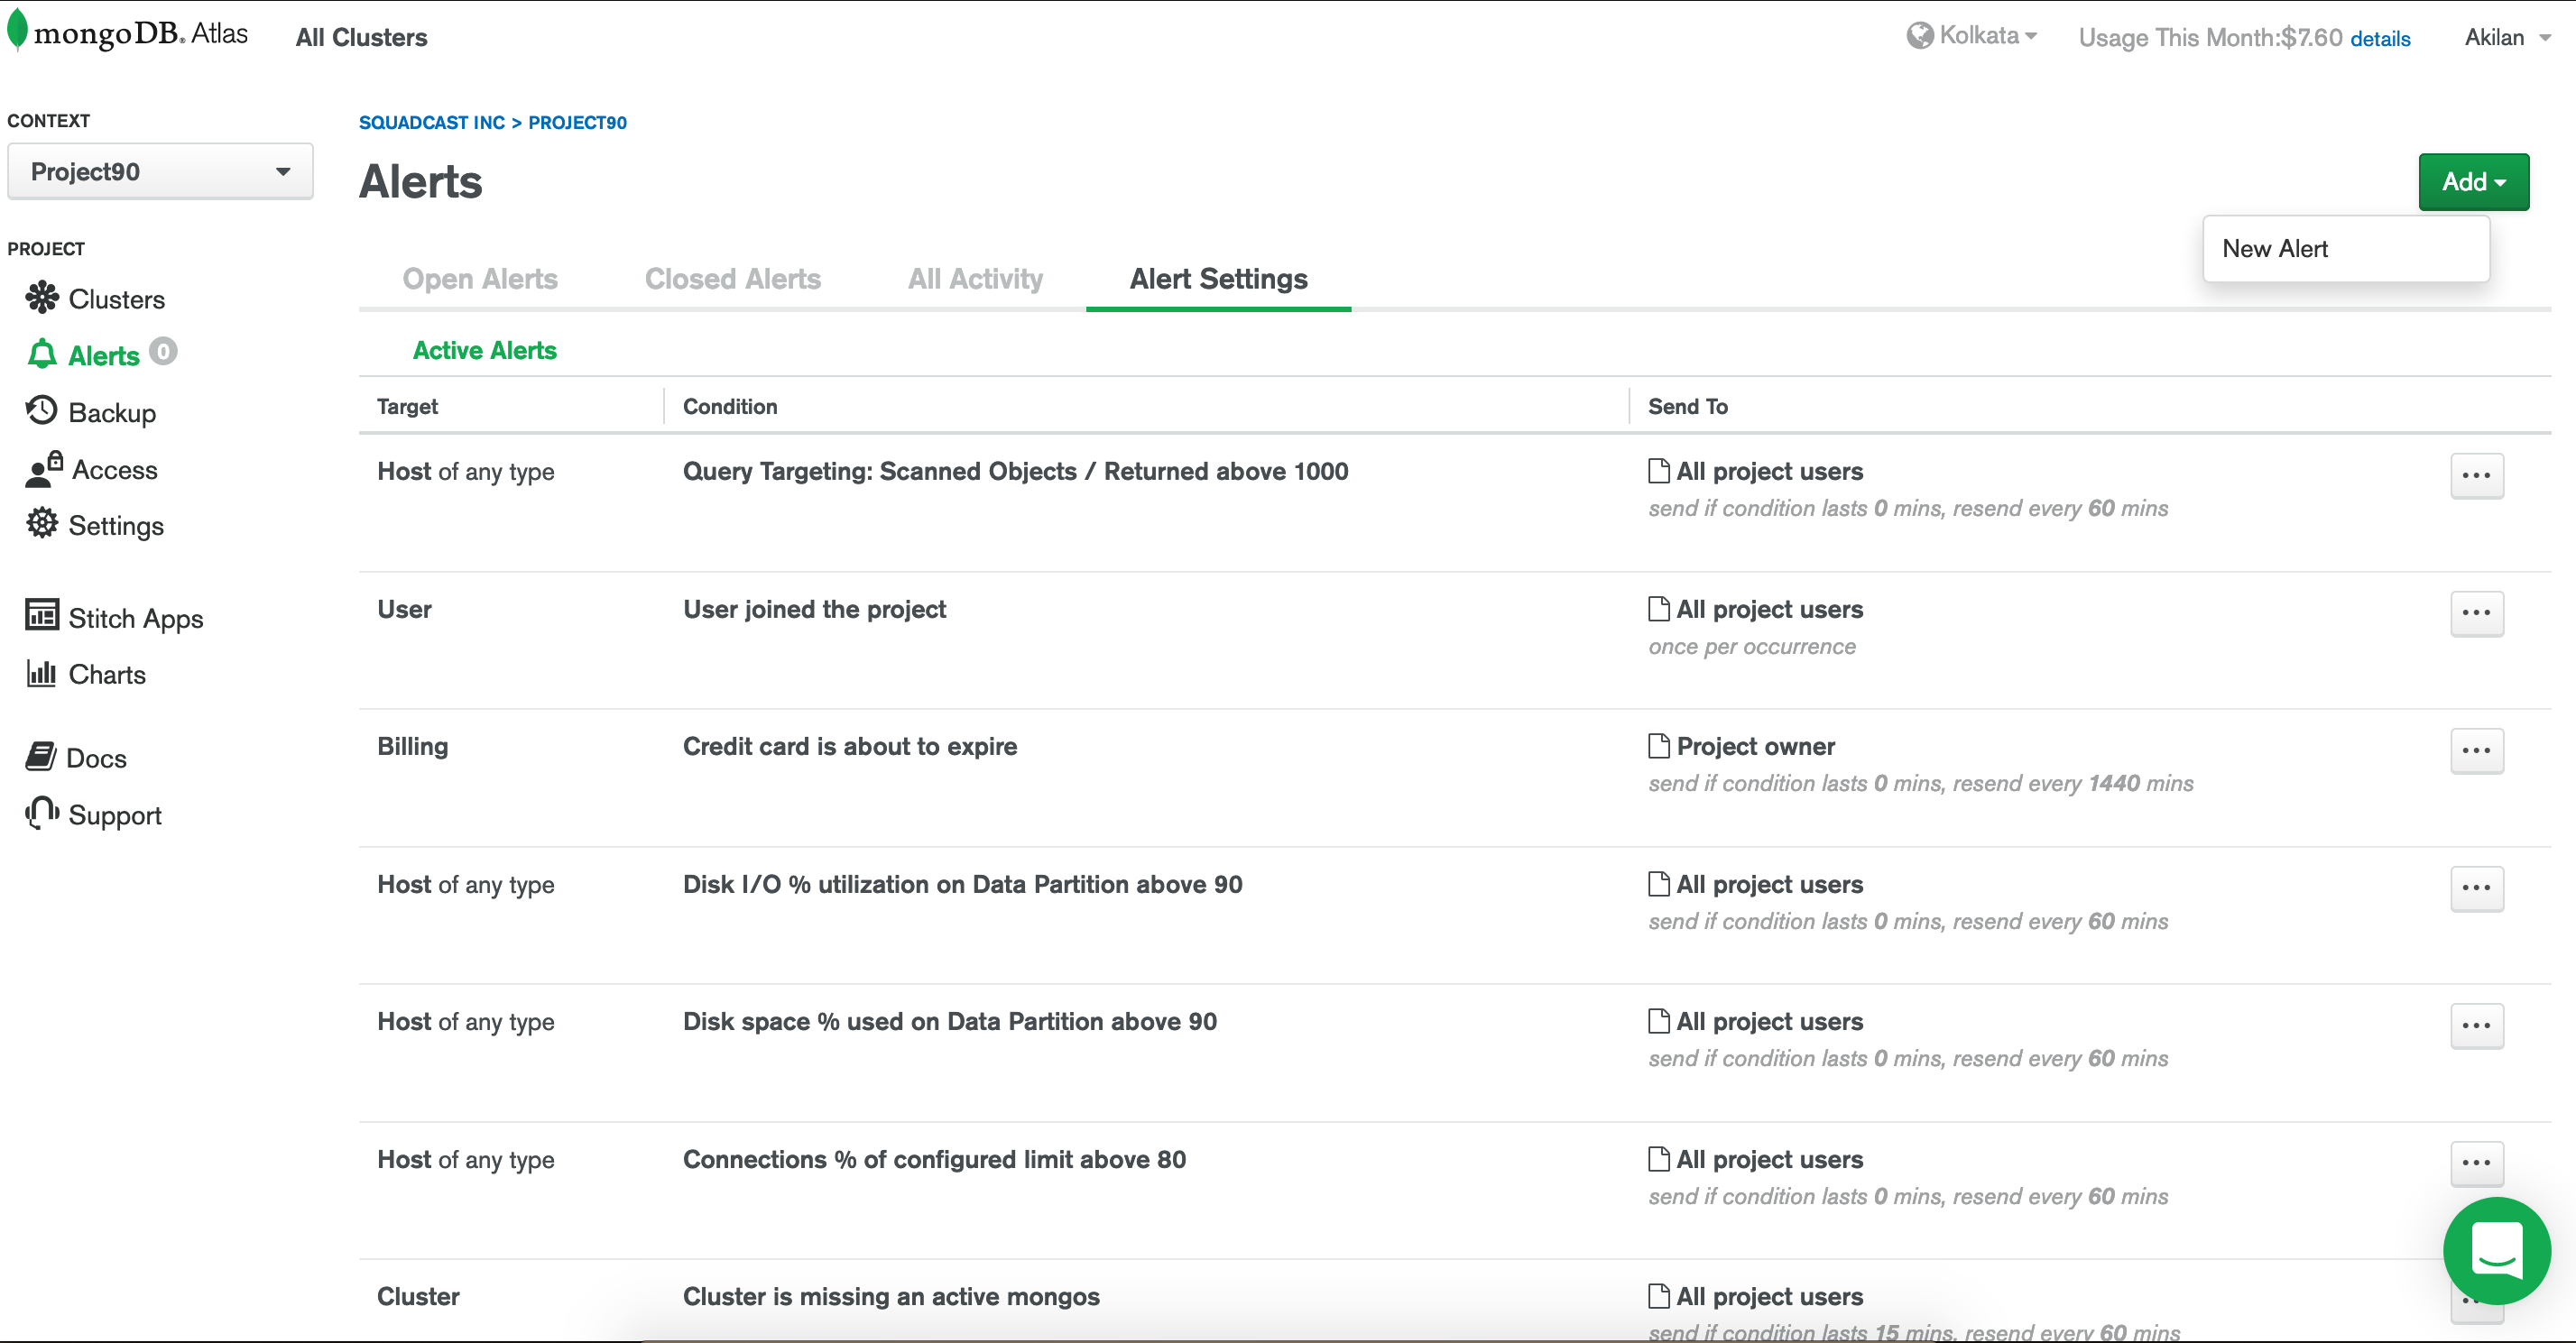 mongoDB. Atlas
All Clusters
Kolkata
Usage This Month:$7.60 details
Akilan
CONTEXT
Project90
PROJECT
Clusters
Alerts 0
Backup
Access
Settings
Stitch Apps
Charts
Docs
Support
SQUADCAST INC > PROJECT90
Alerts
Add
New Alert
Open Alerts
Closed Alerts
All Activity
Alert Settings
Active Alerts
Target
Condition
Send To
Host of any type
Query Targeting: Scanned Objects / Returned above 1000
All project users
send if condition lasts 0 mins, resend every 60 mins
User
User joined the project
All project users
once per occurrence
Billing
Credit card is about to expire
Project owner
send if condition lasts 0 mins, resend every 1440 mins
Host of any type
Disk I/O % utilization on Data Partition above 90
All project users
send if condition lasts 0 mins, resend every 60 mins
Host of any type
Disk space % used on Data Partition above 90
All project users
send if condition lasts 0 mins, resend every 60 mins
Host of any type
Connections % of configured limit above 80
All project users
send if condition lasts 0 mins, resend every 60 mins
Cluster
Cluster is missing an active mongos
All project users
send if condition lasts 15 mins, resend every 60 mins